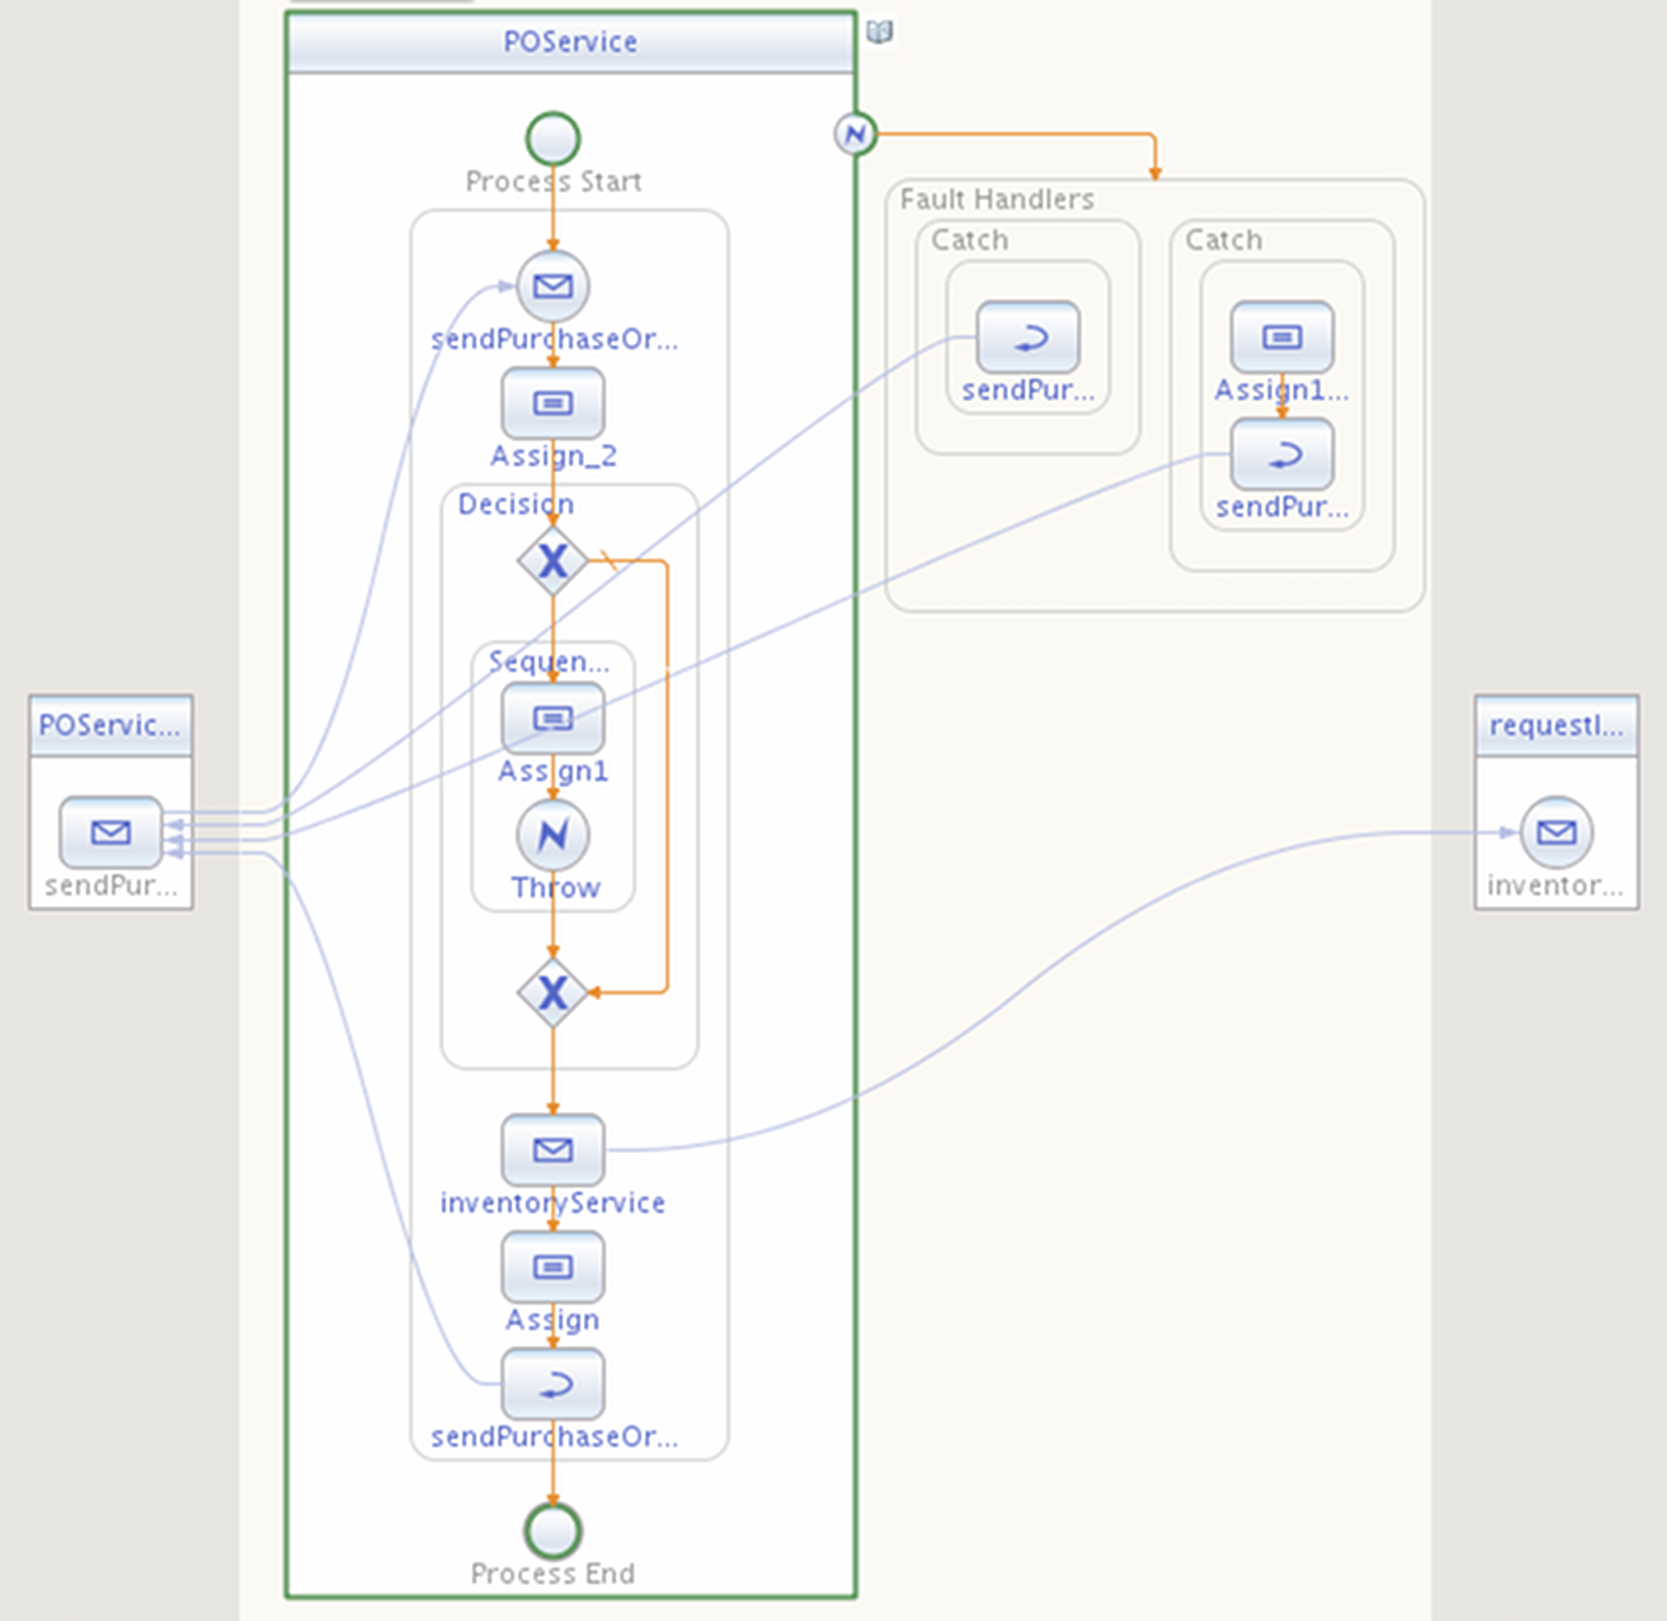 POService
Process Start
sendPurchaseOr...
Assign_2
Decision
X
Sequen...
Assign1
Throw
X
inventoryService
Assign
sendPurchaseOr...
Process End
Fault Handlers
Catch
sendPur...
Catch
Assign1...
sendPur...
POServic...
sendPur...
requestI...
inventor...